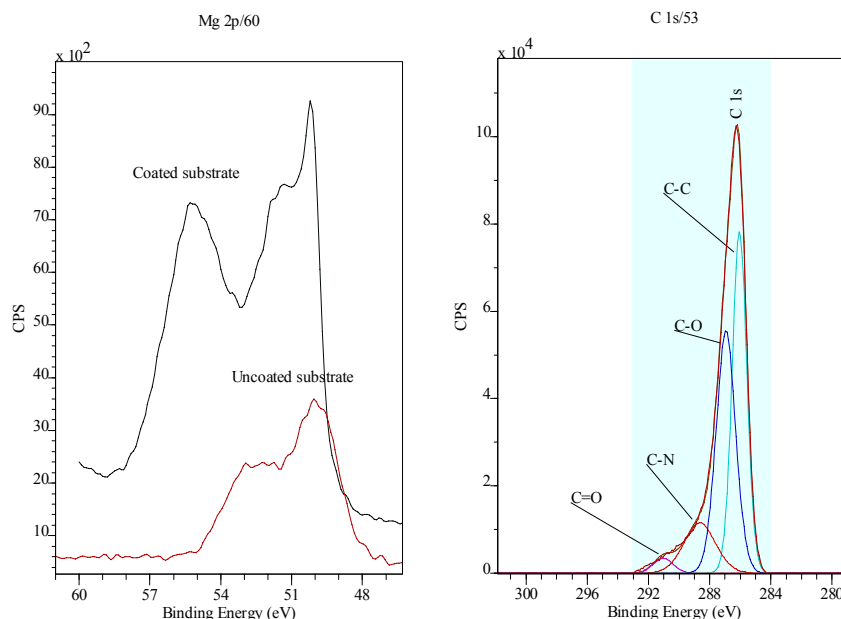 Mg 2p/60
x 10^2
90
80
70
60
50
40
30
20
10
CPS
Coated substrate
Uncoated substrate
60
57
54
51
48
Binding Energy (eV)
C 1s/53
x 10^4
10
8
6
4
2
0
CPS
C 1s
C-C
C-O
C-N
C=O
300
296
292
288
284
280
Binding Energy (eV)